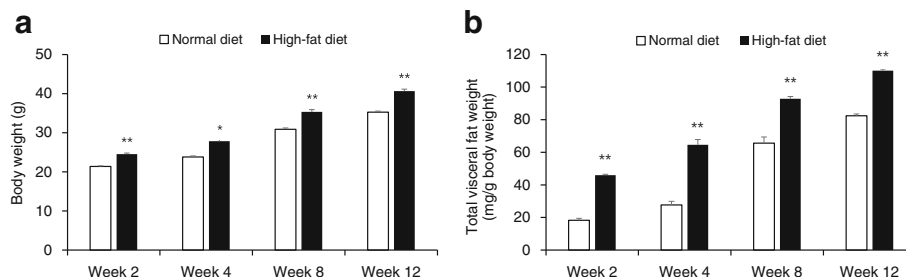 a
Normal diet High-fat diet
Body weight (g)
50
40
30
20
10
0
** * ** **
Week 2 Week 4 Week 8 Week 12
b
Normal diet High-fat diet
Total visceral fat weight
(mg/g body weight)
120
100
80
60
40
20
0
** ** ** **
Week 2 Week 4 Week 8 Week 12